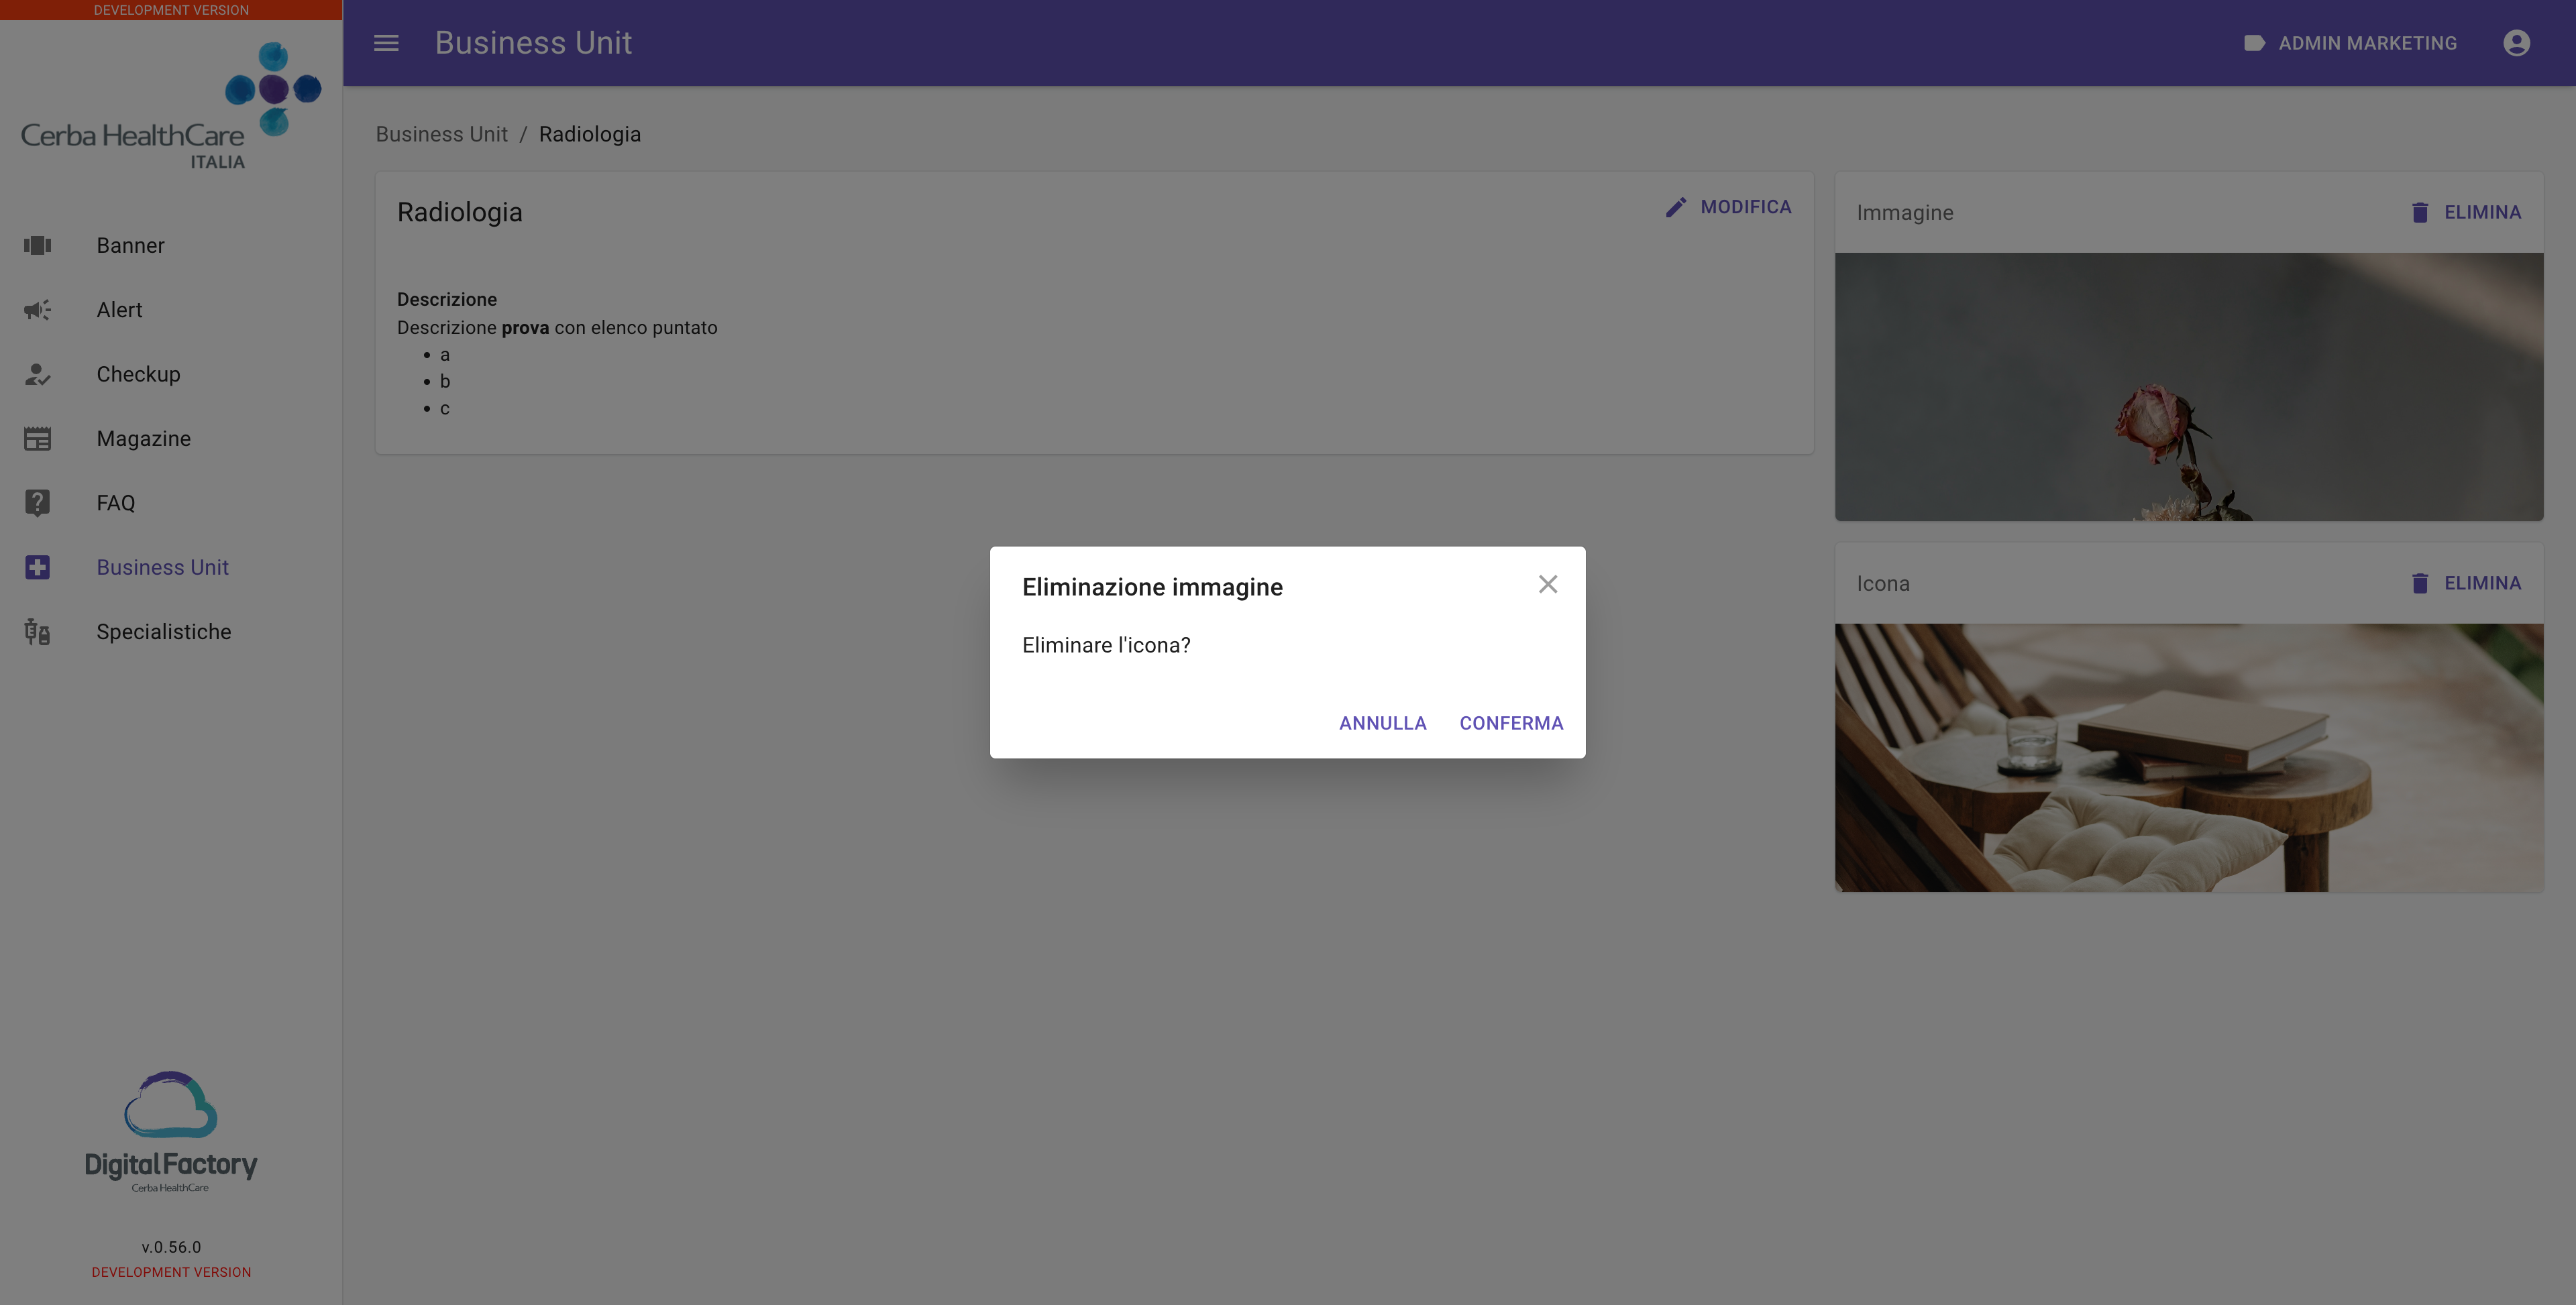 DEVELOPMENT VERSION
Cerba HealthCare
ITALIA
Banner
Alert
Checkup
Magazine
FAQ
Business Unit
Specialistiche
DigitalFactory
Cerba HealthCare
v.0.56.0
DEVELOPMENT VERSION
Business Unit
ADMIN MARKETING
Business Unit / Radiologia
Radiologia
MODIFICA
Descrizione
Descrizione prova con elenco puntato
• a
• b
• c
Immagine
ELIMINA
Icona
ELIMINA
Eliminazione immagine
Eliminare l'icona?
ANNULLA
CONFERMA